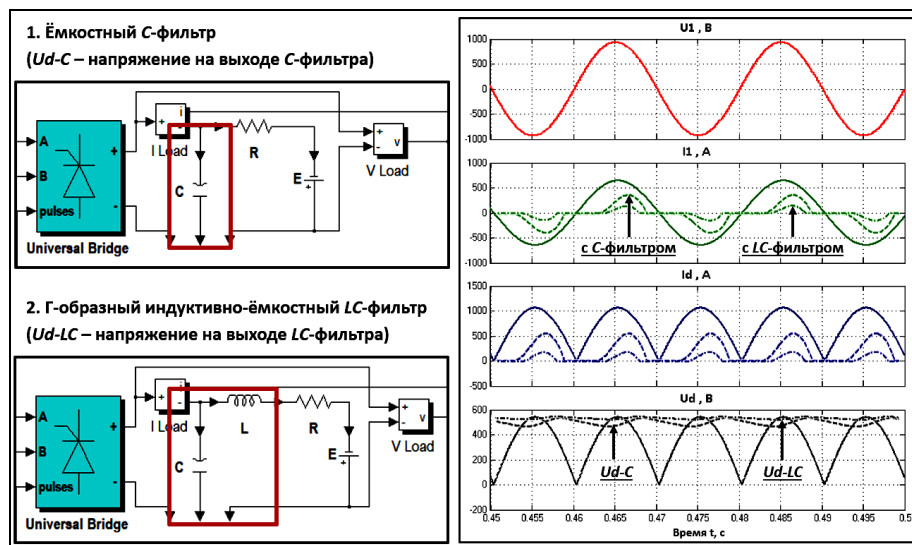 1. Ёмкостный C-фильтр
(Ud-C – напряжение на выходе C-фильтра)
A
B
pulses
+
-
Universal Bridge
+
i
-
I Load
C
R
E
+
+
-
v
V Load
2. Г-образный индуктивно-ёмкостный LC-фильтр
(Ud-LC – напряжение на выходе LC-фильтра)
A
B
pulses
+
-
Universal Bridge
+
i
-
I Load
C
L
R
E
+
+
-
v
V Load
U1 , В
1000
500
0
-500
-1000
I1 , А
1000
500
0
-500
-1000
с C-фильтром
с LC-фильтром
Id , А
1500
1000
500
0
-500
Ud , В
600
400
200
0
-200
Ud-C
Ud-LC
0.45 0.455 0.46 0.465 0.47 0.475 0.48 0.485 0.49 0.495 0.5
Время t, с